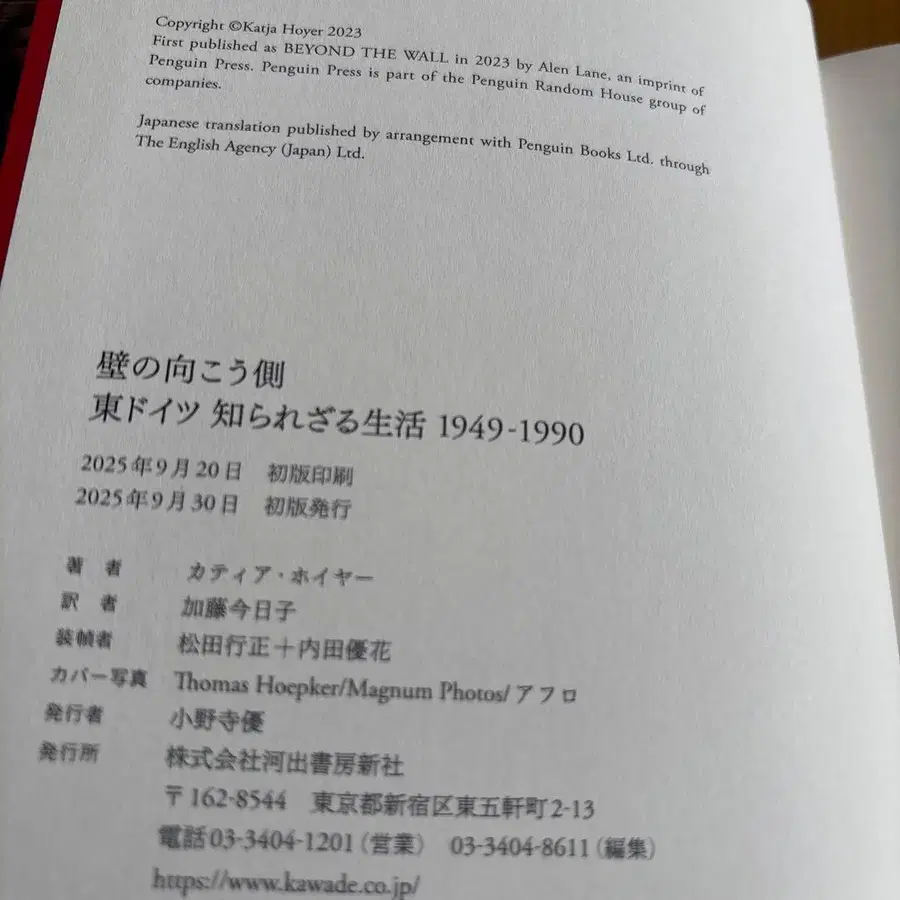 Copyright ©Katja Hoyer 2023
First published as BEYOND THE WALL in 2023 by Alen Lane, an imprint of
Penguin Press. Penguin Press is part of the Penguin Random House group of
companies.
Japanese translation published by arrangement with Penguin Books Ltd. through
The English Agency (Japan) Ltd.
壁の向こう側
東ドイツ 知られざる生活 1949-1990
2025年9月20日 初版印刷
2025年9月30日 初版発行
著 者 カティア・ホイヤー
訳 者 加藤今日子
装幀者 松田行正＋内田優花
カバー写真 Thomas Hoepker/Magnum Photos/アフロ
発行者 小野寺優
発行所 株式会社河出書房新社
〒162-8544 東京都新宿区東五軒町2-13
電話03-3404-1201（営業） 03-3404-8611（編集）
https://www.kawade.co.jp/